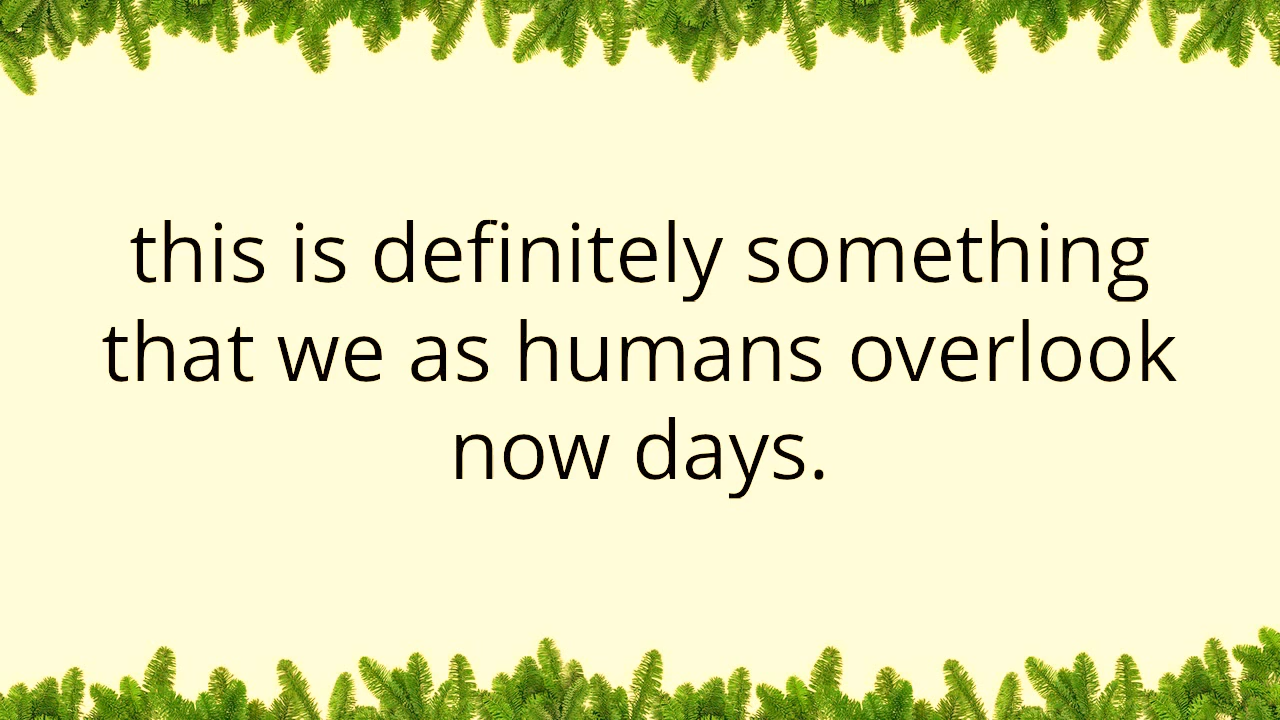 this is definitely something
that we as humans overlook
now days.